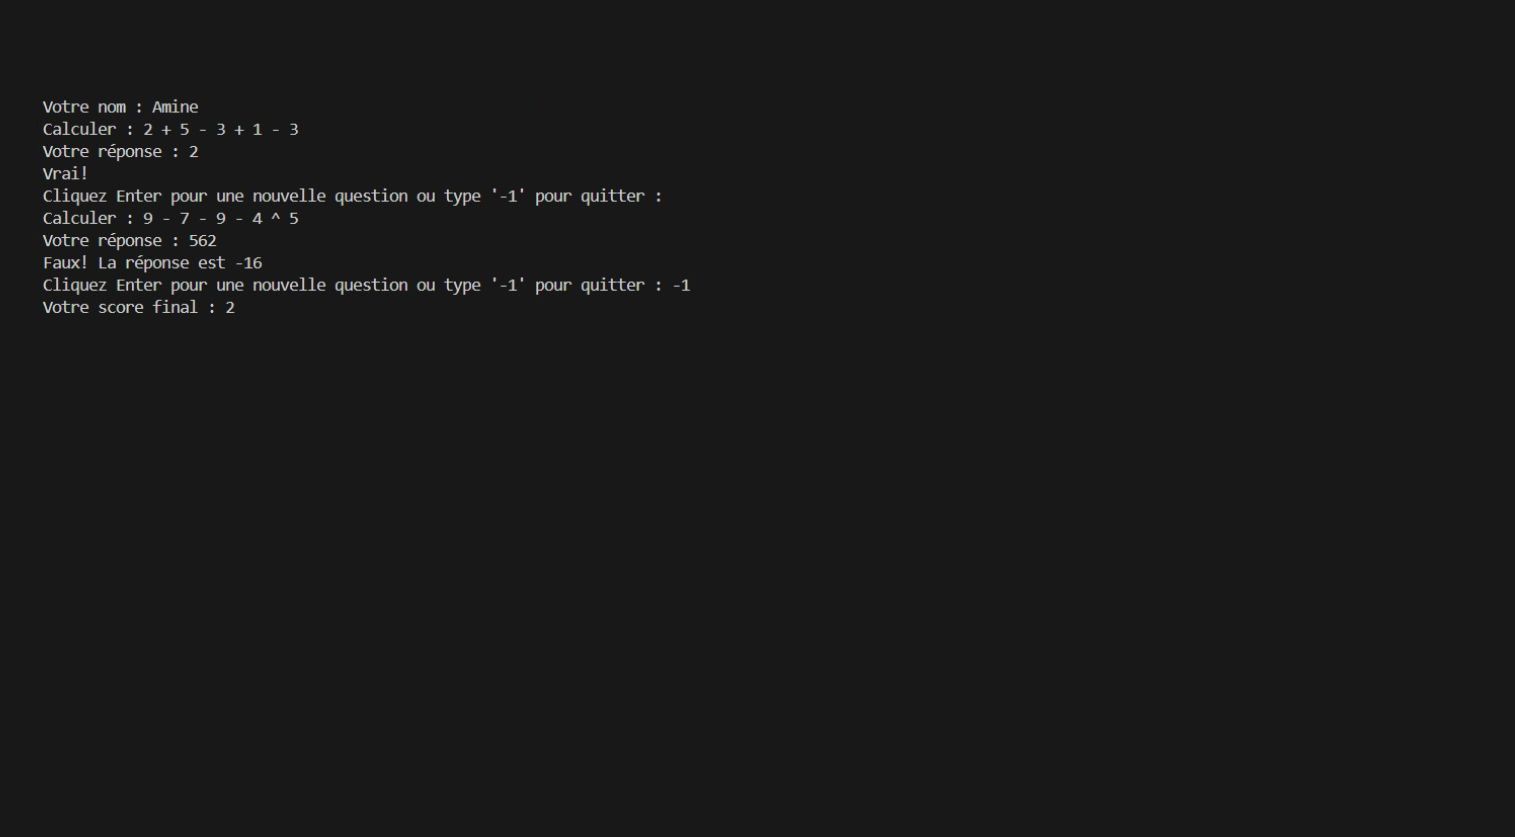 Votre nom : Amine
Calculer : 2 + 5 - 3 + 1 - 3
Votre réponse : 2
Vrai!
Cliquez Enter pour une nouvelle question ou type '-1' pour quitter :
Calculer : 9 - 7 - 9 - 4 ^ 5
Votre réponse : 562
Faux! La réponse est -16
Cliquez Enter pour une nouvelle question ou type '-1' pour quitter : -1
Votre score final : 2